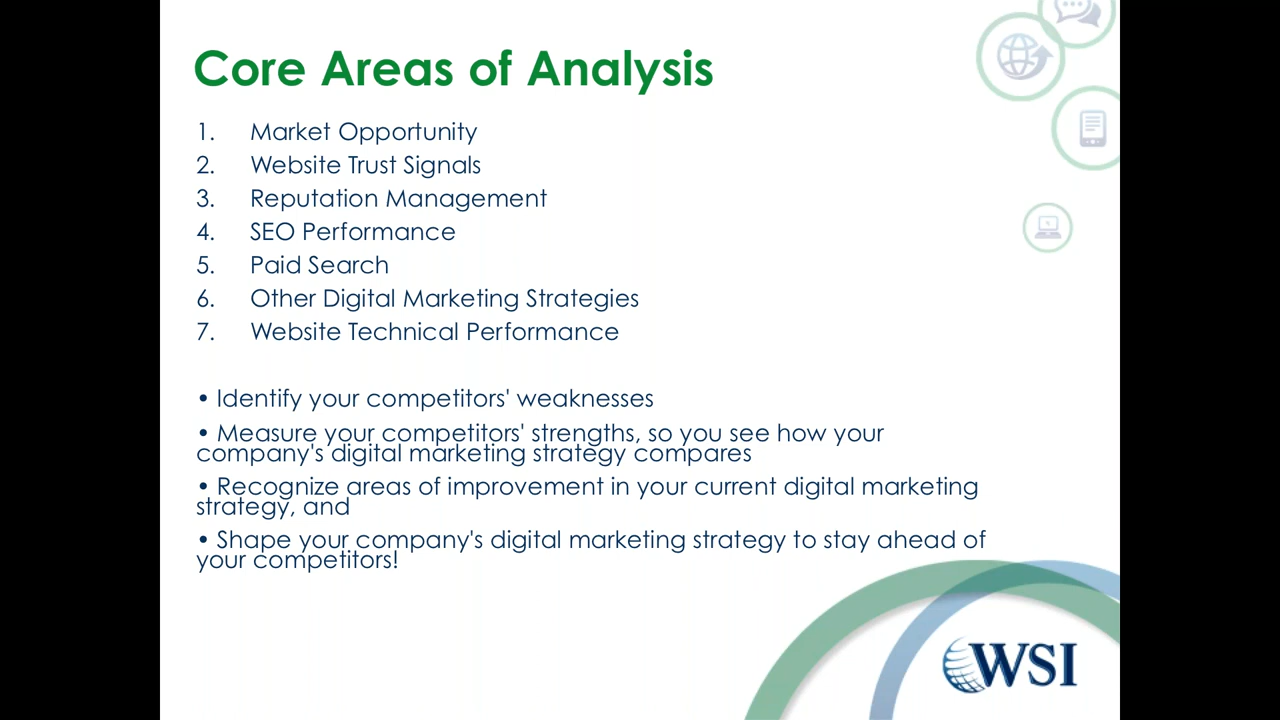 Core Areas of Analysis
1. Market Opportunity
2. Website Trust Signals
3. Reputation Management
4. SEO Performance
5. Paid Search
6. Other Digital Marketing Strategies
7. Website Technical Performance
• Identify your competitors' weaknesses
• Measure your competitors' strengths, so you see how your
company's digital marketing strategy compares
• Recognize areas of improvement in your current digital marketing
strategy, and
• Shape your company's digital marketing strategy to stay ahead of
your competitors!
WSI